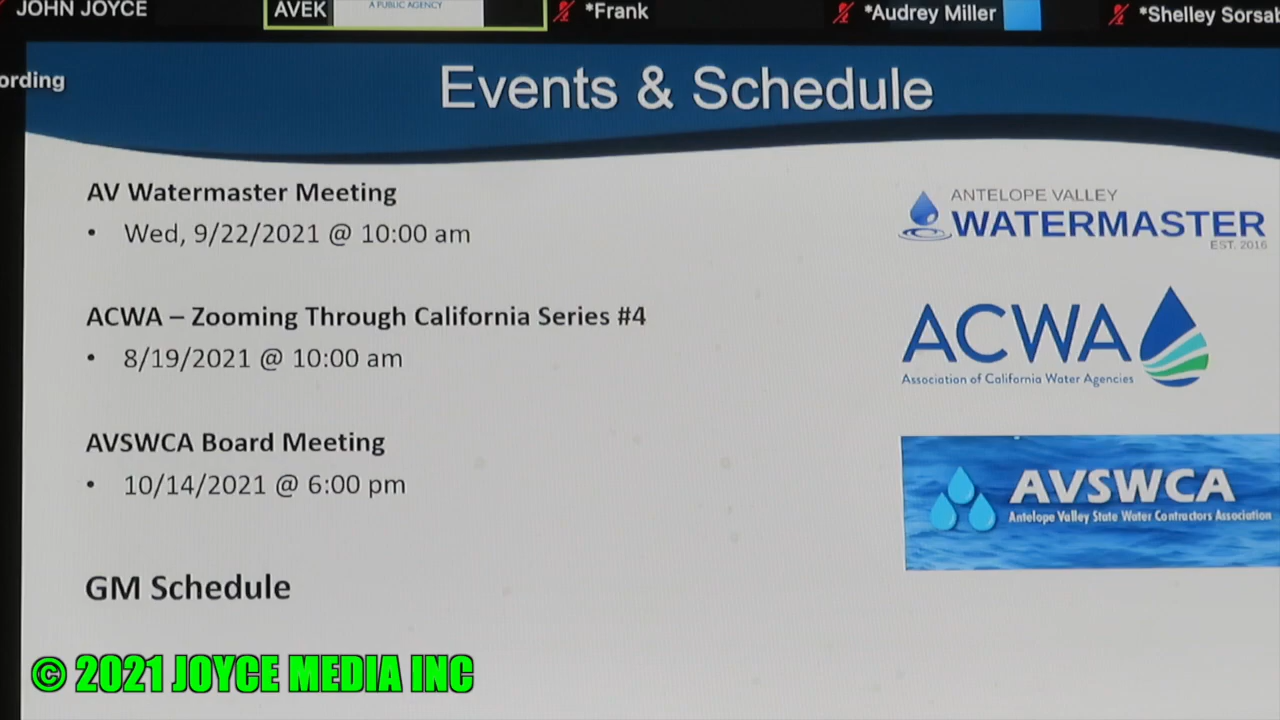 JOHN JOYCE
AVEK
A PUBLIC AGENCY
*Frank
*Audrey Miller
*Shelley Sorsab
ording
Events & Schedule
AV Watermaster Meeting
• Wed, 9/22/2021 @ 10:00 am
ANTELOPE VALLEY
WATERMASTER
EST. 2016
ACWA – Zooming Through California Series #4
• 8/19/2021 @ 10:00 am
ACWA
Association of California Water Agencies
AVSWCA Board Meeting
• 10/14/2021 @ 6:00 pm
AVSWCA
Antelope Valley State Water Contractors Association
GM Schedule
© 2021 JOYCE MEDIA INC